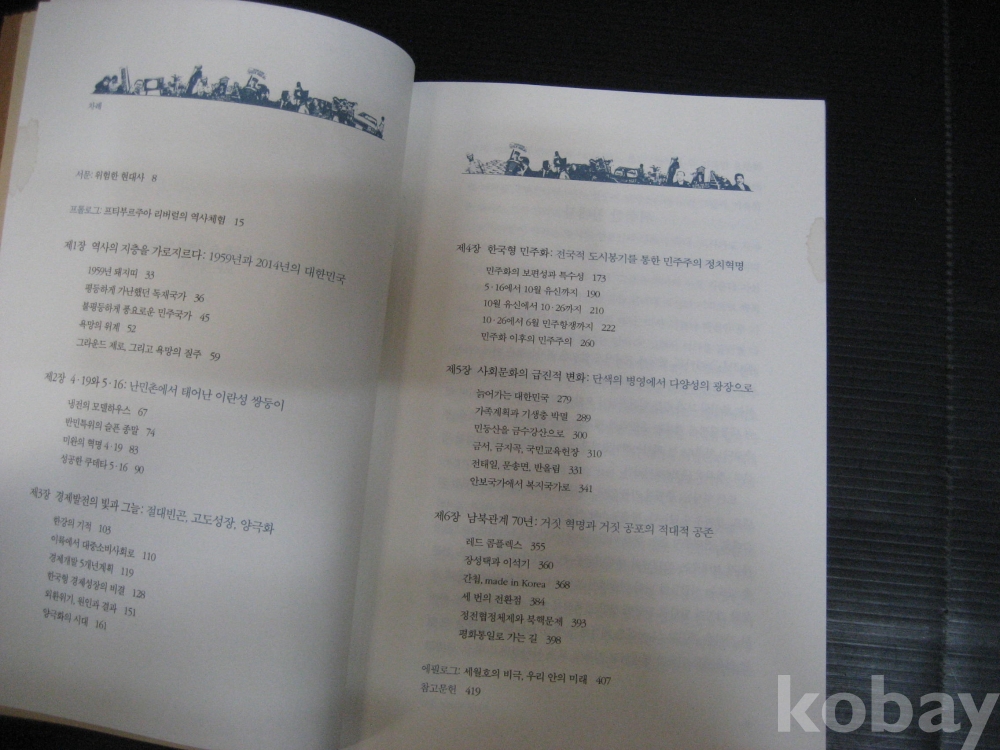 차례
서문: 위험한 현대사 8
프롤로그: 프티부르주아 리버럴의 역사체험 15
제1장 역사의 지층을 가로지르다: 1959년과 2014년의 대한민국
1959년 돼지띠 33
평등하게 가난했던 독재국가 36
불평등하게 풍요로운 민주국가 45
욕망의 위계 52
그라운드 제로, 그리고 욕망의 질주 59
제2장 4·19와 5·16: 난민촌에서 태어난 이란성 쌍둥이
냉전의 모델하우스 67
반민특위의 슬픈 종말 74
미완의 혁명 4·19 83
성공한 쿠데타 5·16 90
제3장 경제발전의 빛과 그늘: 절대빈곤, 고도성장, 양극화
한강의 기적 103
이륙에서 대중소비사회로 110
경제개발 5개년계획 119
한국형 경제성장의 비결 128
외환위기, 원인과 결과 151
양극화의 시대 161
제4장 한국형 민주화: 전국적 도시봉기를 통한 민주주의 정치혁명
민주화의 보편성과 특수성 173
5·16에서 10월 유신까지 190
10월 유신에서 10·26까지 210
10·26에서 6월 민주항쟁까지 222
민주화 이후의 민주주의 260
제5장 사회문화의 급진적 변화: 단색의 병영에서 다양성의 광장으로
늙어가는 대한민국 279
가족계획과 기생충 박멸 289
민둥산을 금수강산으로 300
금서, 금지곡, 국민교육헌장 310
전태일, 문송면, 반올림 331
안보국가에서 복지국가로 341
제6장 남북관계 70년: 거짓 혁명과 거짓 공포의 적대적 공존
레드 콤플렉스 355
장성택과 이석기 360
간첩, made in Korea 368
세 번의 전환점 384
정전협정체제와 북핵문제 393
평화통일로 가는 길 398
에필로그: 세월호의 비극, 우리 안의 미래 407
참고문헌 419
kobay